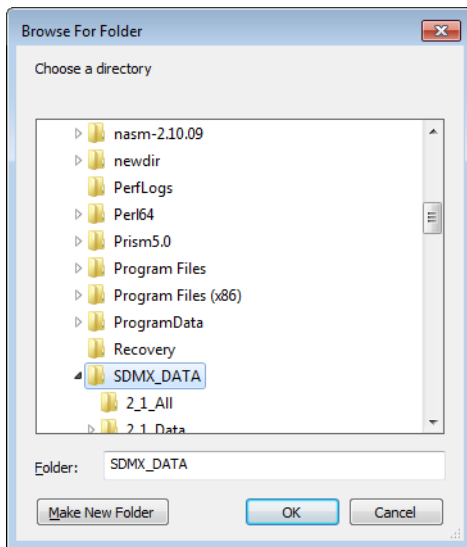 Browse For Folder
Choose a directory
nasm-2.10.09
newdir
PerfLogs
Perl64
Prism5.0
Program Files
Program Files (x86)
ProgramData
Recovery
SDMX_DATA
2_1_All
2_1_Data
Folder: SDMX_DATA
Make New Folder OK Cancel